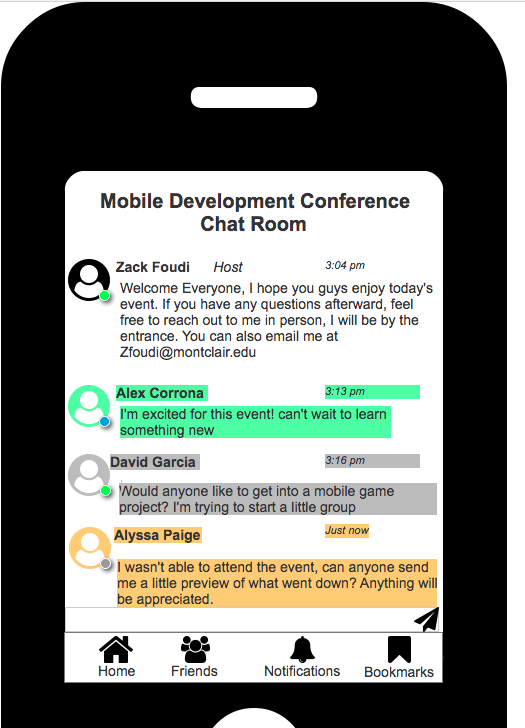 Mobile Development Conference
Chat Room
Zack Foudi Host 3:04 pm
Welcome Everyone, I hope you guys enjoy today's
event. If you have any questions afterward, feel
free to reach out to me in person, I will be by the
entrance. You can also email me at
Zfoudi@montclair.edu
Alex Corrona 3:13 pm
I'm excited for this event! can't wait to learn
something new
David Garcia 3:16 pm
Would anyone like to get into a mobile game
project? I'm trying to start a little group
Alyssa Paige Just now
I wasn't able to attend the event, can anyone send
me a little preview of what went down? Anything will
be appreciated.
Home Friends Notifications Bookmarks